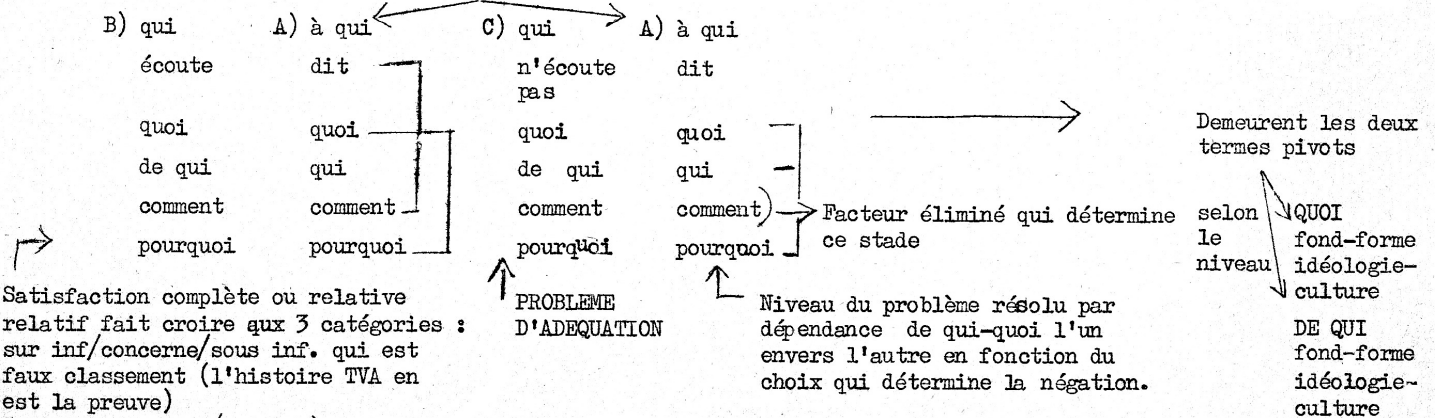 B) qui A) à qui C) qui A) à qui
écoute dit n'écoute dit
pas
quoi quoi quoi quoi
de qui qui de qui qui
comment comment comment comment)
pourquoi pourquoi pourquoi pourquoi
Facteur éliminé qui détermine
ce stade
Demeurent les deux
termes pivots
selon
le
niveau
QUOI
fond-forme
idéologie-
culture
DE QUI
fond-forme
idéologie-
culture
Satisfaction complète ou relative
relatif fait croire qux 3 catégories :
sur inf/concerne/sous inf. qui est
faux classement (l'histoire TVA en
est la preuve)
PROBLEME
D'ADEQUATION
Niveau du problème résolu par
dépendance de qui-quoi l'un
envers l'autre en fonction du
choix qui détermine la négation.